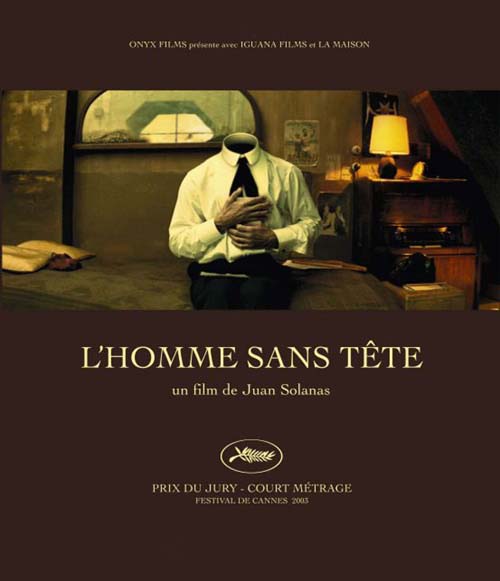 ONYX FILMS présente avec IGUANA FILMS et LA MAISON
L'HOMME SANS TÊTE
un film de Juan Solanas
PRIX DU JURY - COURT MÉTRAGE
FESTIVAL DE CANNES 2003